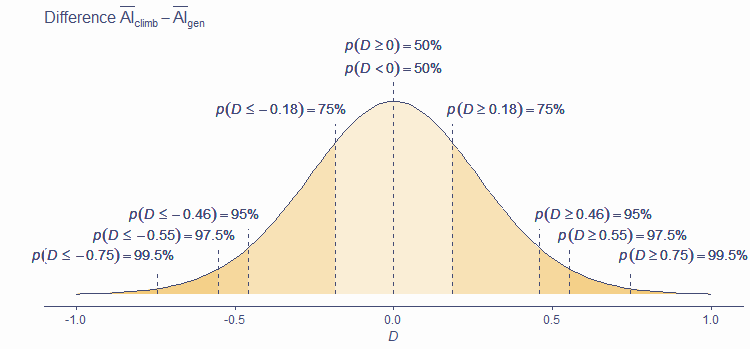 Difference A̅I̅climb − A̅I̅gen
p(D ≥ 0) = 50%
p(D < 0) = 50%
p(D ≤ − 0.18) = 75%
p(D ≥ 0.18) = 75%
p(D ≤ − 0.46) = 95%
p(D ≥ 0.46) = 95%
p(D ≤ − 0.55) = 97.5%
p(D ≥ 0.55) = 97.5%
p(D ≤ − 0.75) = 99.5%
p(D ≥ 0.75) = 99.5%
-1.0 -0.5 0.0 0.5 1.0
D